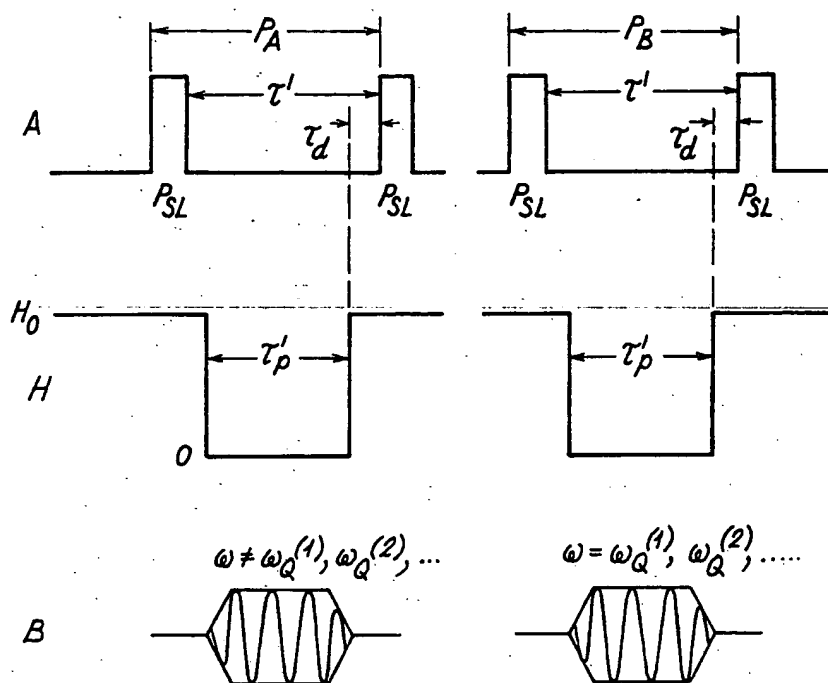 P_A P_B
τ' τ'
A τ_d τ_d
P_SL P_SL P_SL P_SL
H_0
τ'_p τ'_p
H
0
ω ≠ ω_Q^(1), ω_Q^(2), ... ω = ω_Q^(1), ω_Q^(2), .....
B